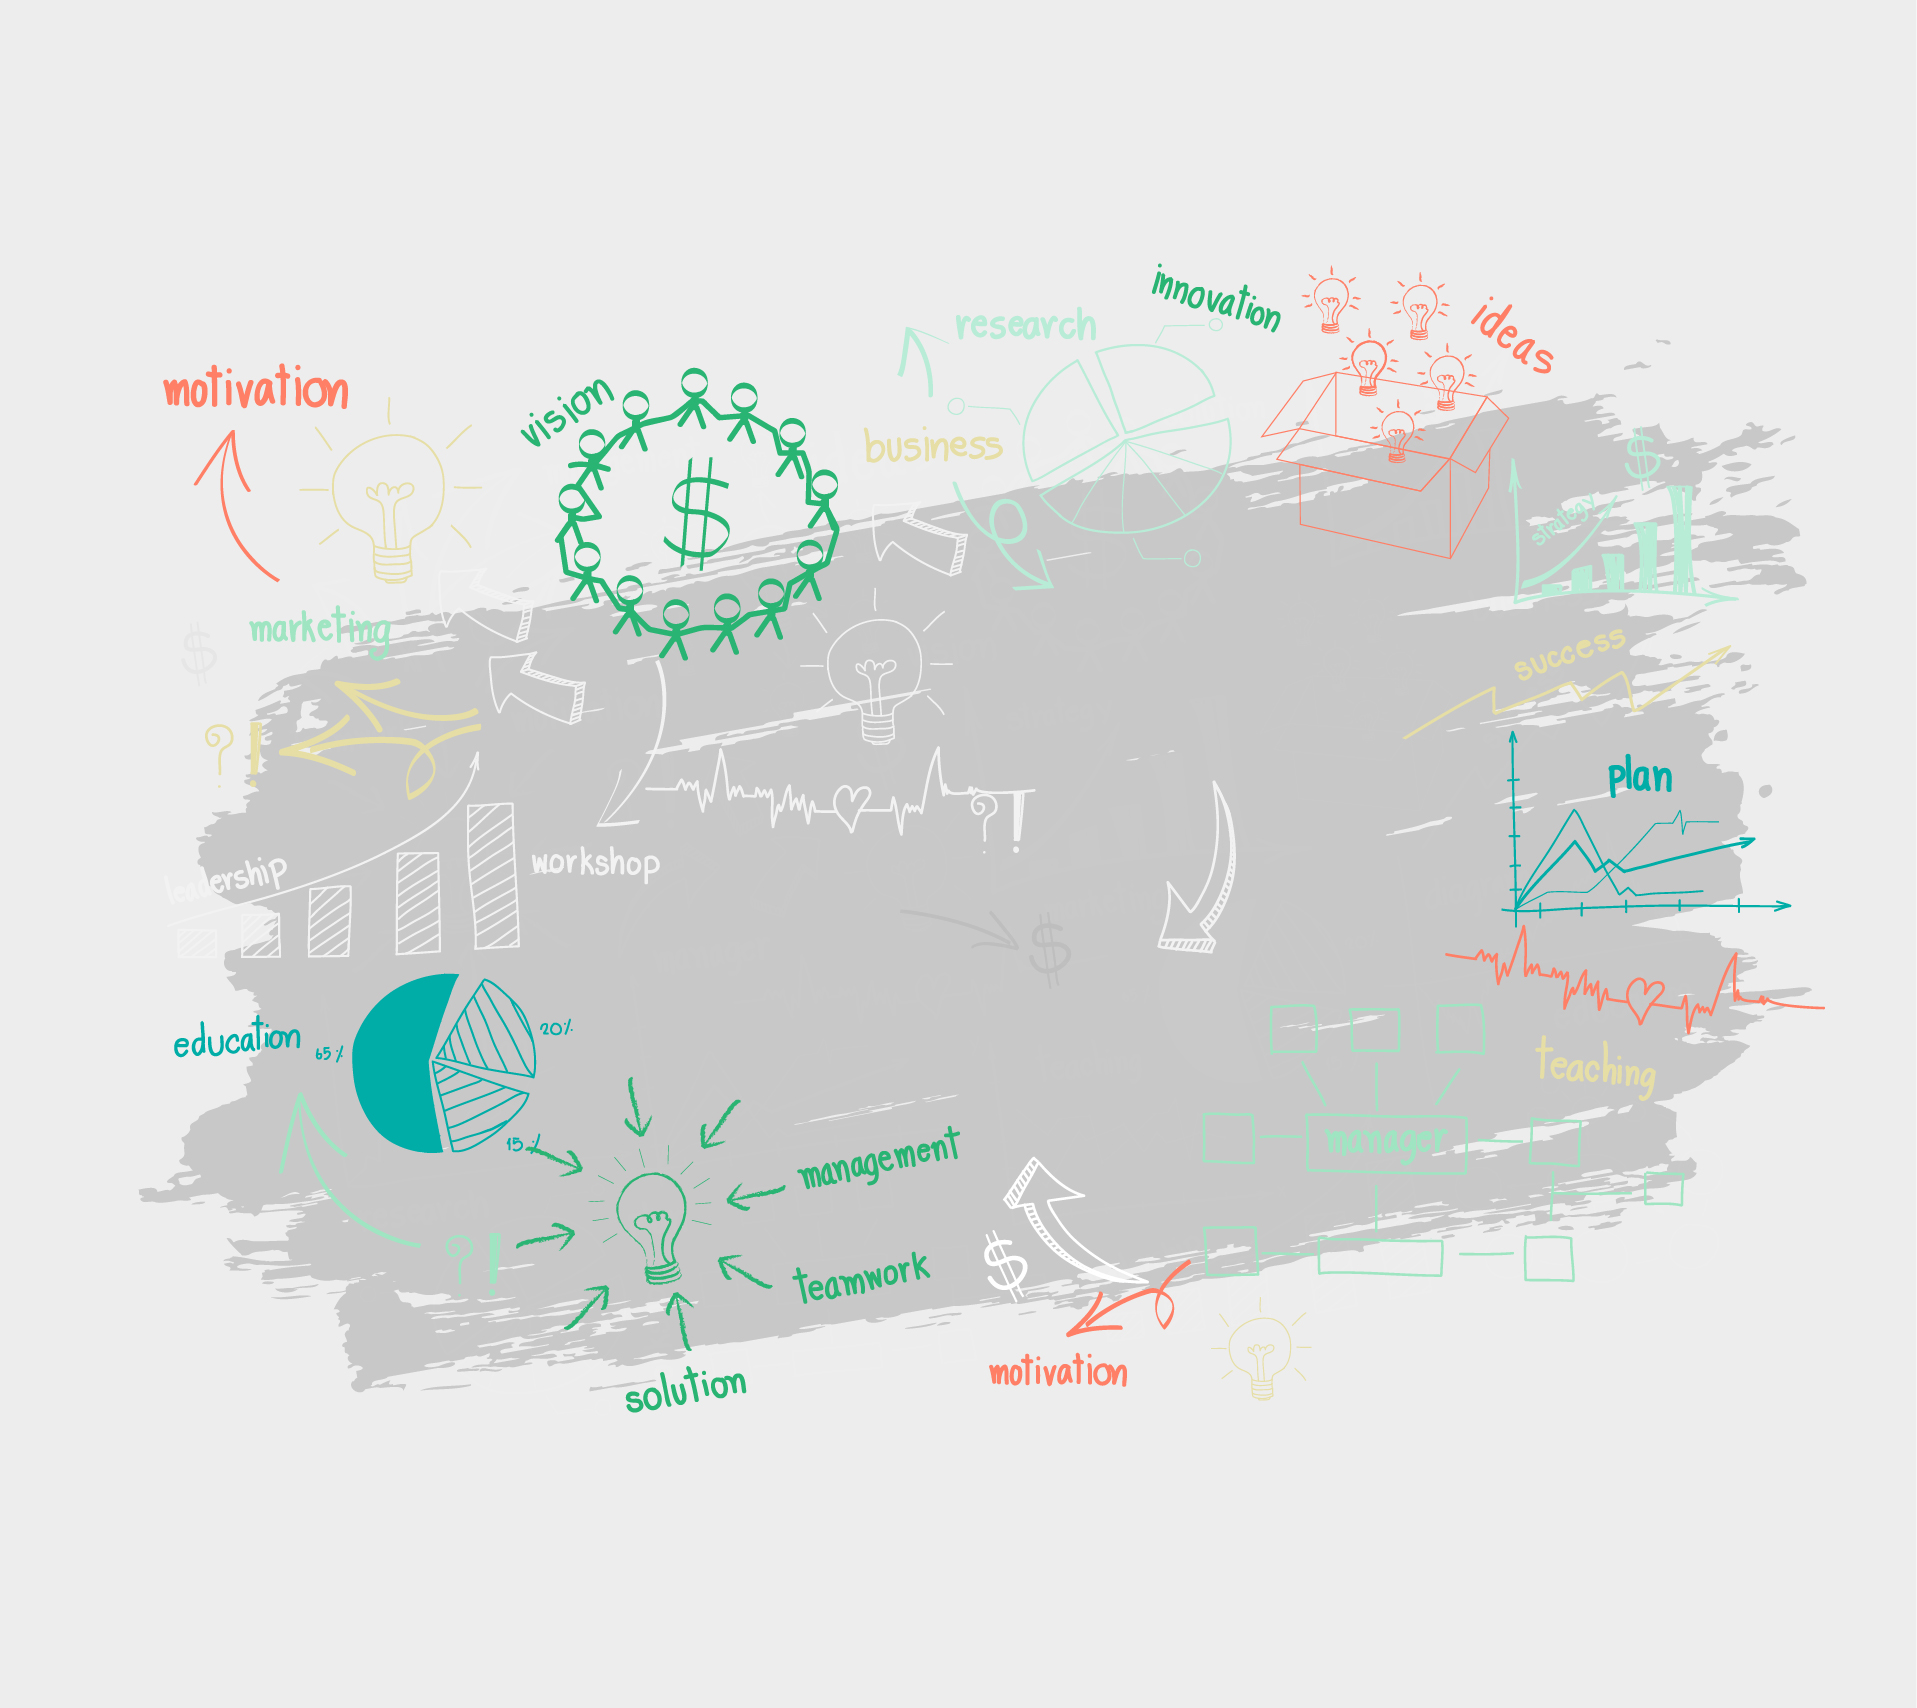 innovation
ideas
research
motivation
vision
business
$
$
strategy
marketing
$
success
? !
plan
? !
workshop
leadership
$
education
65%
20%
teaching
15%
manager
management
? !
$
teamwork
motivation
solution